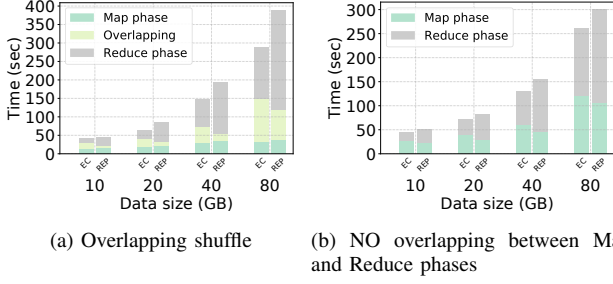 400
350
300
250
200
150
100
50
0
Time (sec)
Map phase
Overlapping
Reduce phase
EC REP EC REP EC REP EC REP
10 20 40 80
Data size (GB)
(a) Overlapping shuffle
300
250
200
150
100
50
0
Time (sec)
Map phase
Reduce phase
EC REP EC REP EC REP EC REP
10 20 40 80
Data size (GB)
(b) NO overlapping between Ma
and Reduce phases